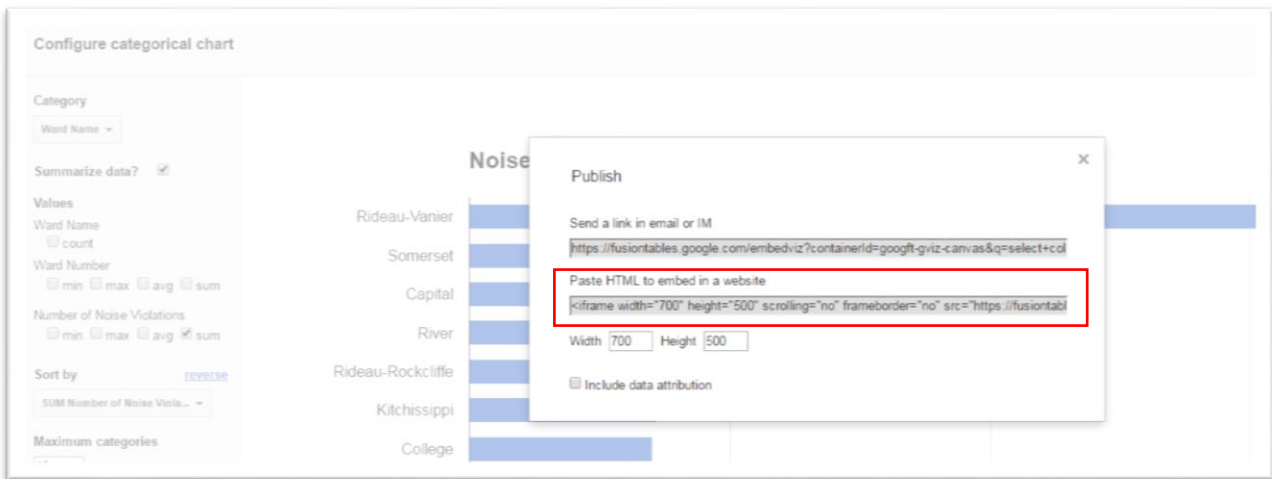 Configure categorical chart
Category
Ward Name
Summarize data?
Values
Ward Name
count
Ward Number
min max avg sum
Number of Noise Violations
min max avg sum
Sort by reverse
SUM Number of Noise Viola...
Maximum categories
Noise
Rideau-Vanier
Somerset
Capital
River
Rideau-Rockcliffe
Kitchissippi
College
Publish
×
Send a link in email or IM
https://fusiontables.google.com/embedviz?containerId=googft-gviz-canvas&q=select+col
Paste HTML to embed in a website
<iframe width="700" height="500" scrolling="no" frameborder="no" src="https://fusiontabl
Width 700 Height 500
Include data attribution